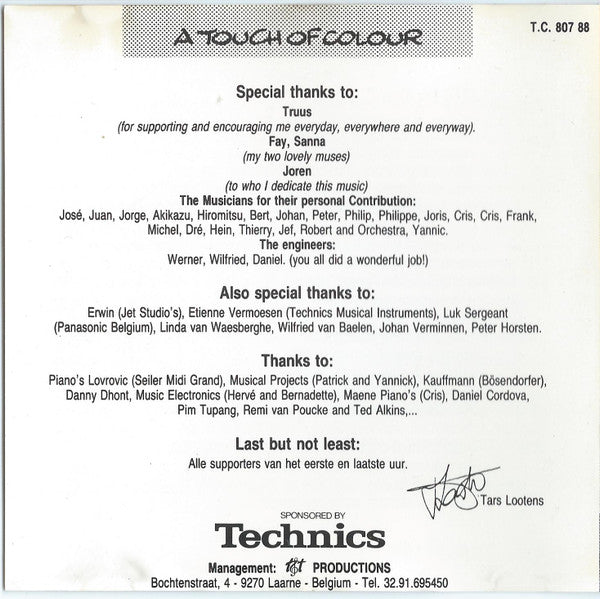 A TOUCH OF COLOUR
T.C. 807 88
Special thanks to:
Truus
(for supporting and encouraging me everyday, everywhere and everyway).
Fay, Sanna
(my two lovely muses)
Joren
(to who I dedicate this music)
The Musicians for their personal Contribution:
José, Juan, Jorge, Akikazu, Hiromitsu, Bert, Johan, Peter, Philip, Philippe, Joris, Cris, Cris, Frank,
Michel, Dré, Hein, Thierry, Jef, Robert and Orchestra, Yannic.
The engineers:
Werner, Wilfried, Daniel. (you all did a wonderful job!)
Also special thanks to:
Erwin (Jet Studio's), Etienne Vermoesen (Technics Musical Instruments), Luk Sergeant
(Panasonic Belgium), Linda van Waesberghe, Wilfried van Baelen, Johan Verminnen, Peter Horsten.
Thanks to:
Piano's Lovrovic (Seiler Midi Grand), Musical Projects (Patrick and Yannick), Kauffmann (Bösendorfer),
Danny Dhont, Music Electronics (Hervé and Bernadette), Maene Piano's (Cris), Daniel Cordova,
Pim Tupang, Remi van Poucke and Ted Alkins,...
Last but not least:
Alle supporters van het eerste en laatste uur.
Tars Lootens
SPONSORED BY
Technics
Management: t&t PRODUCTIONS
Bochtenstraat, 4 - 9270 Laarne - Belgium - Tel. 32.91.695450